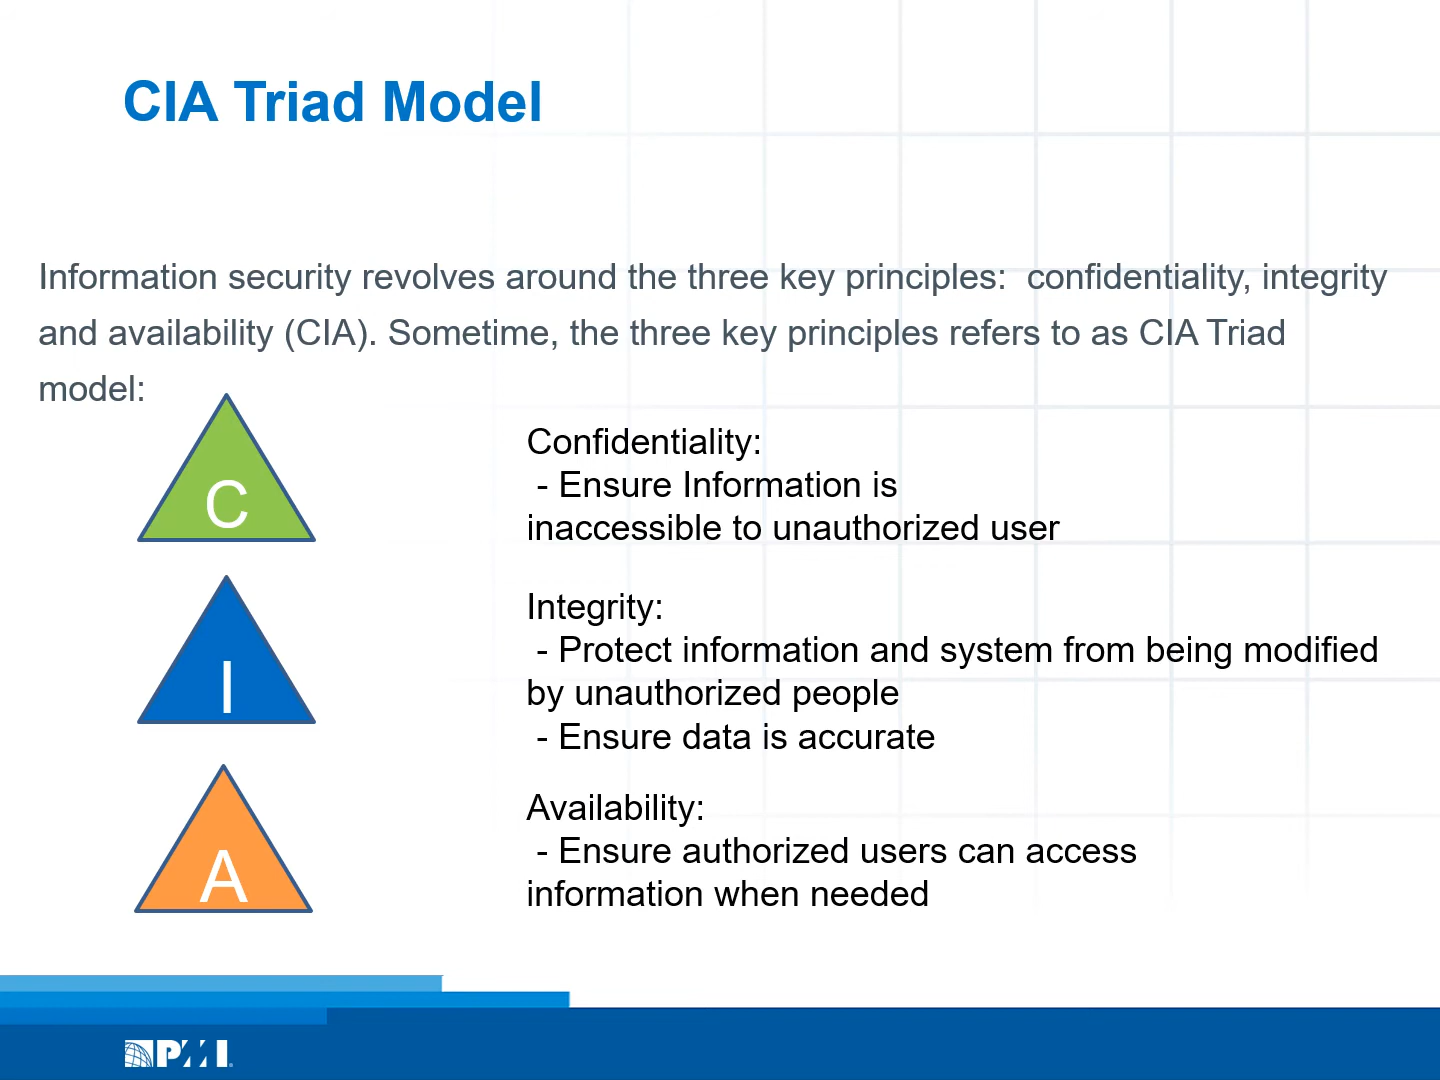 CIA Triad Model
Information security revolves around the three key principles:  confidentiality, integrity
and availability (CIA). Sometime, the three key principles refers to as CIA Triad
model:
C
Confidentiality:
- Ensure Information is
inaccessible to unauthorized user
I
Integrity:
- Protect information and system from being modified
by unauthorized people
- Ensure data is accurate
A
Availability:
- Ensure authorized users can access
information when needed
PMI